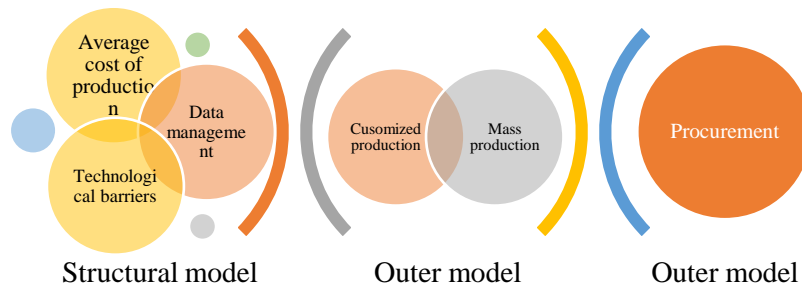 Average
cost of
productio
n
Data
manageme
nt
Technologi
cal barriers
Cusomized
production
Mass
production
Procurement
Structural model
Outer model
Outer model